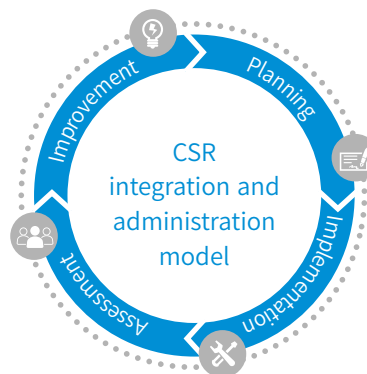 Improvement
Planning
CSR
integration and
administration
model
Assessment
Implementation